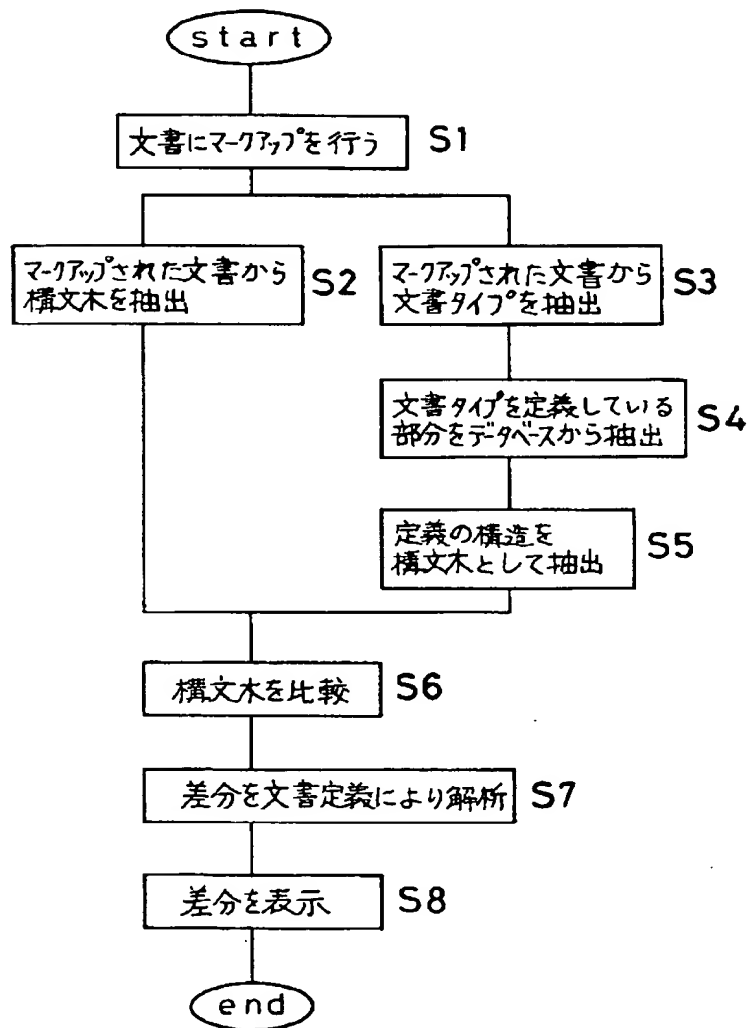 start
文書にマークアップを行う
S1
マークアップされた文書から
構文木を抽出
S2
マークアップされた文書から
文書タイプを抽出
S3
文書タイプを定義している
部分をデータベースから抽出
S4
定義の構造を
構文木として抽出
S5
構文木を比較
S6
差分を文書定義により解析
S7
差分を表示
S8
end